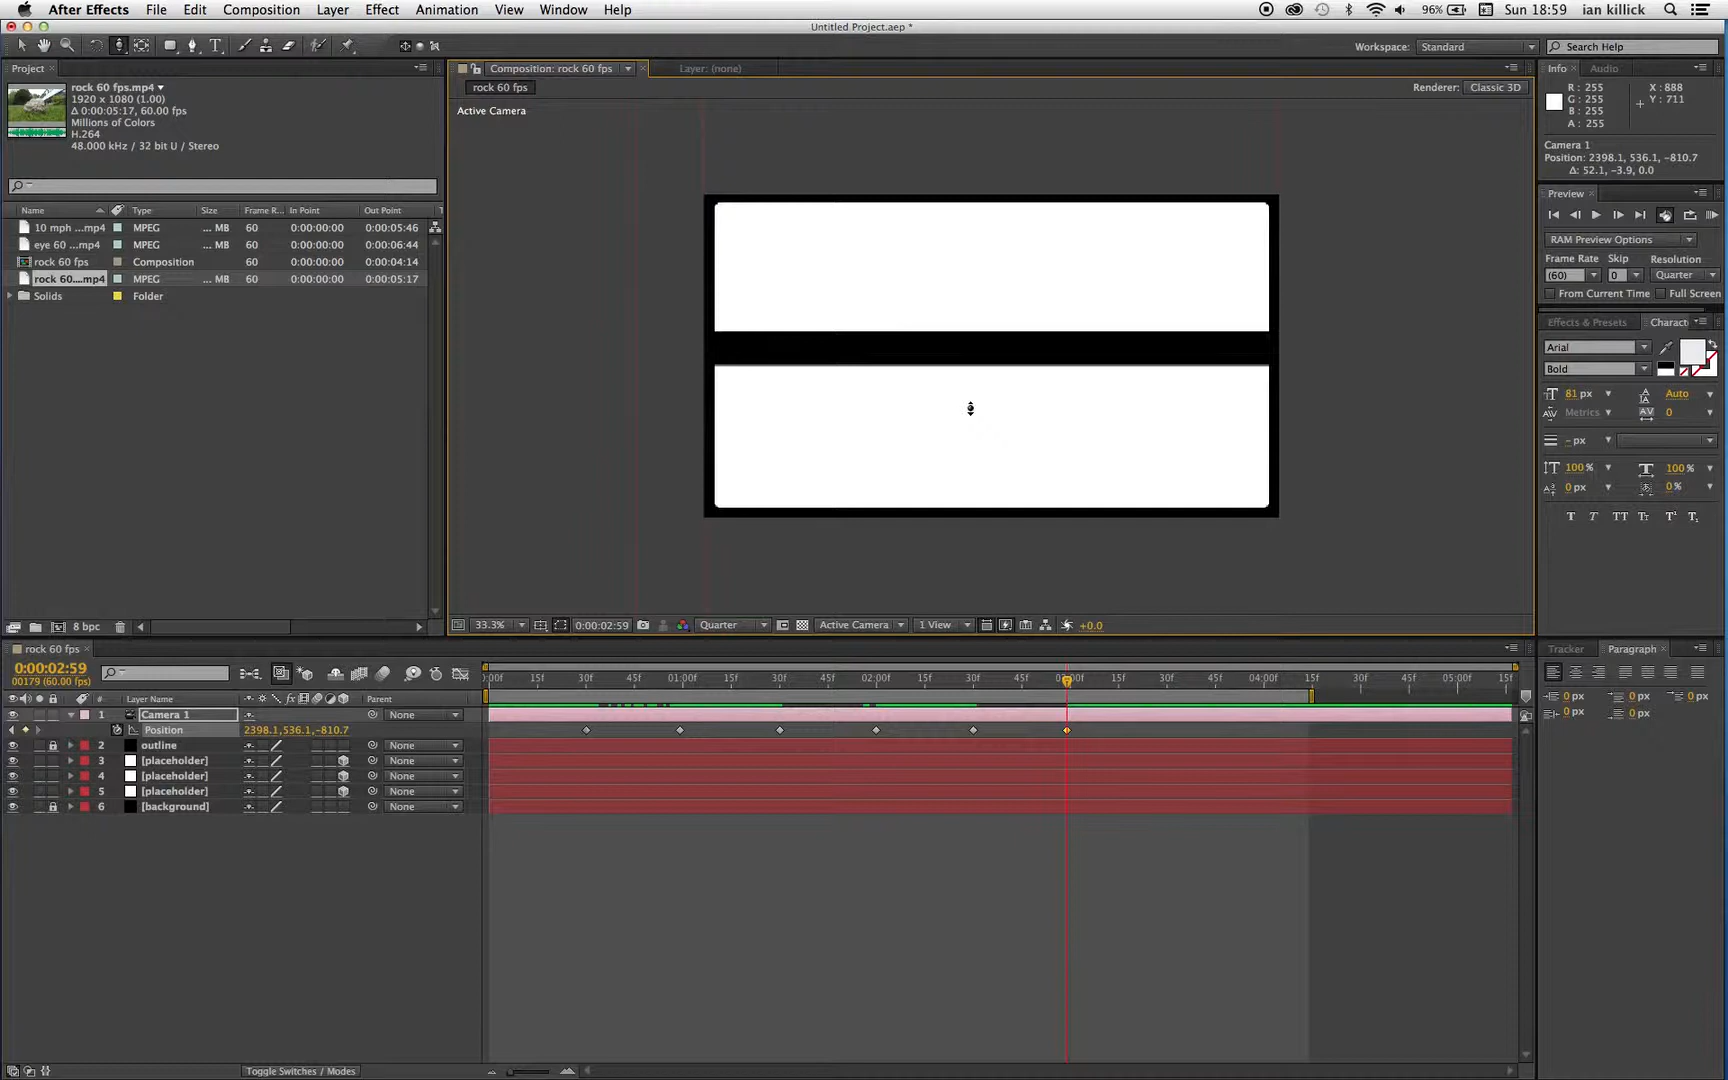 After Effects File Edit Composition Layer Effect Animation View Window Help
96% Sun 18:59 ian killick
Untitled Project.aep *
Workspace: Standard Search Help
Project
rock 60 fps.mp4
1920 x 1080 (1.00)
Δ 0:00:05:17, 60.00 fps
Millions of Colors
H.264
48.000 kHz / 32 bit U / Stereo
Name Type Size Frame R... In Point Out Point
10 mph ...mp4 MPEG ... MB 60 0:00:00:00 0:00:05:46
eye 60 ...mp4 MPEG ... MB 60 0:00:00:00 0:00:06:44
rock 60 fps Composition 60 0:00:00:00 0:00:04:14
rock 60....mp4 MPEG ... MB 60 0:00:00:00 0:00:05:17
Solids Folder
8 bpc
Composition: rock 60 fps Layer: (none)
rock 60 fps Renderer: Classic 3D
Active Camera
33.3% 0:00:02:59 Quarter Active Camera 1 View +0.0
Info Audio
R: 255 X: 888
G: 255 Y: 711
B: 255
A: 255
Camera 1
Position: 2398.1, 536.1, -810.7
Δ: 52.1, -3.9, 0.0
Preview
RAM Preview Options
Frame Rate Skip Resolution
(60) 0 Quarter
From Current Time Full Screen
Effects & Presets Charact
Arial
Bold
81 px Auto
Metrics 0
- px
100 % 100 %
0 px 0 %
T T TT Tт T¹ T₁
rock 60 fps
0:00:02:59
00179 (60.00 fps)
# Layer Name Parent
1 Camera 1 None
Position 2398.1,536.1,-810.7
2 outline None
3 [placeholder] None
4 [placeholder] None
5 [placeholder] None
6 [background] None
:00f 15f 30f 45f 01:00f 15f 30f 45f 02:00f 15f 30f 45f 00f 15f 30f 45f 04:00f 15f 30f 45f 05:00f 15f
Toggle Switches / Modes
Tracker Paragraph
0 px 0 px 0 px
0 px 0 px